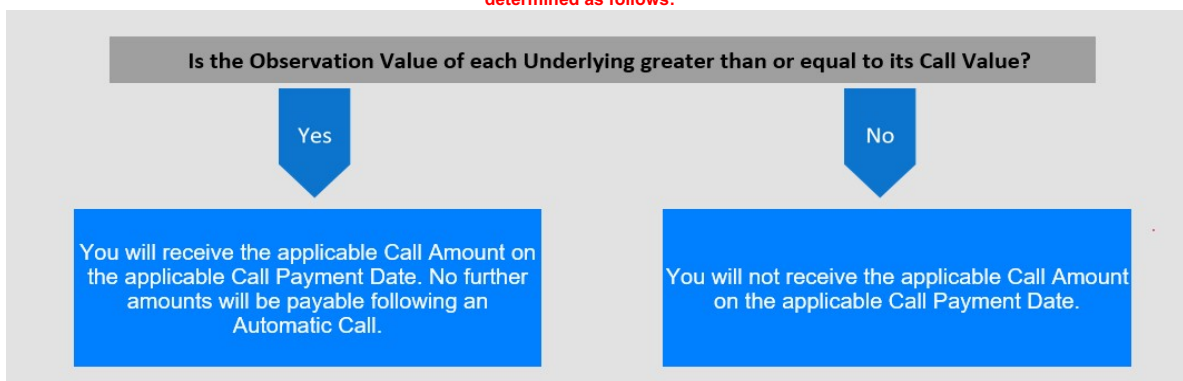 determined as follows:
Is the Observation Value of each Underlying greater than or equal to its Call Value?
Yes
No
You will receive the applicable Call Amount on
the applicable Call Payment Date. No further
amounts will be payable following an
Automatic Call.
You will not receive the applicable Call Amount
on the applicable Call Payment Date.